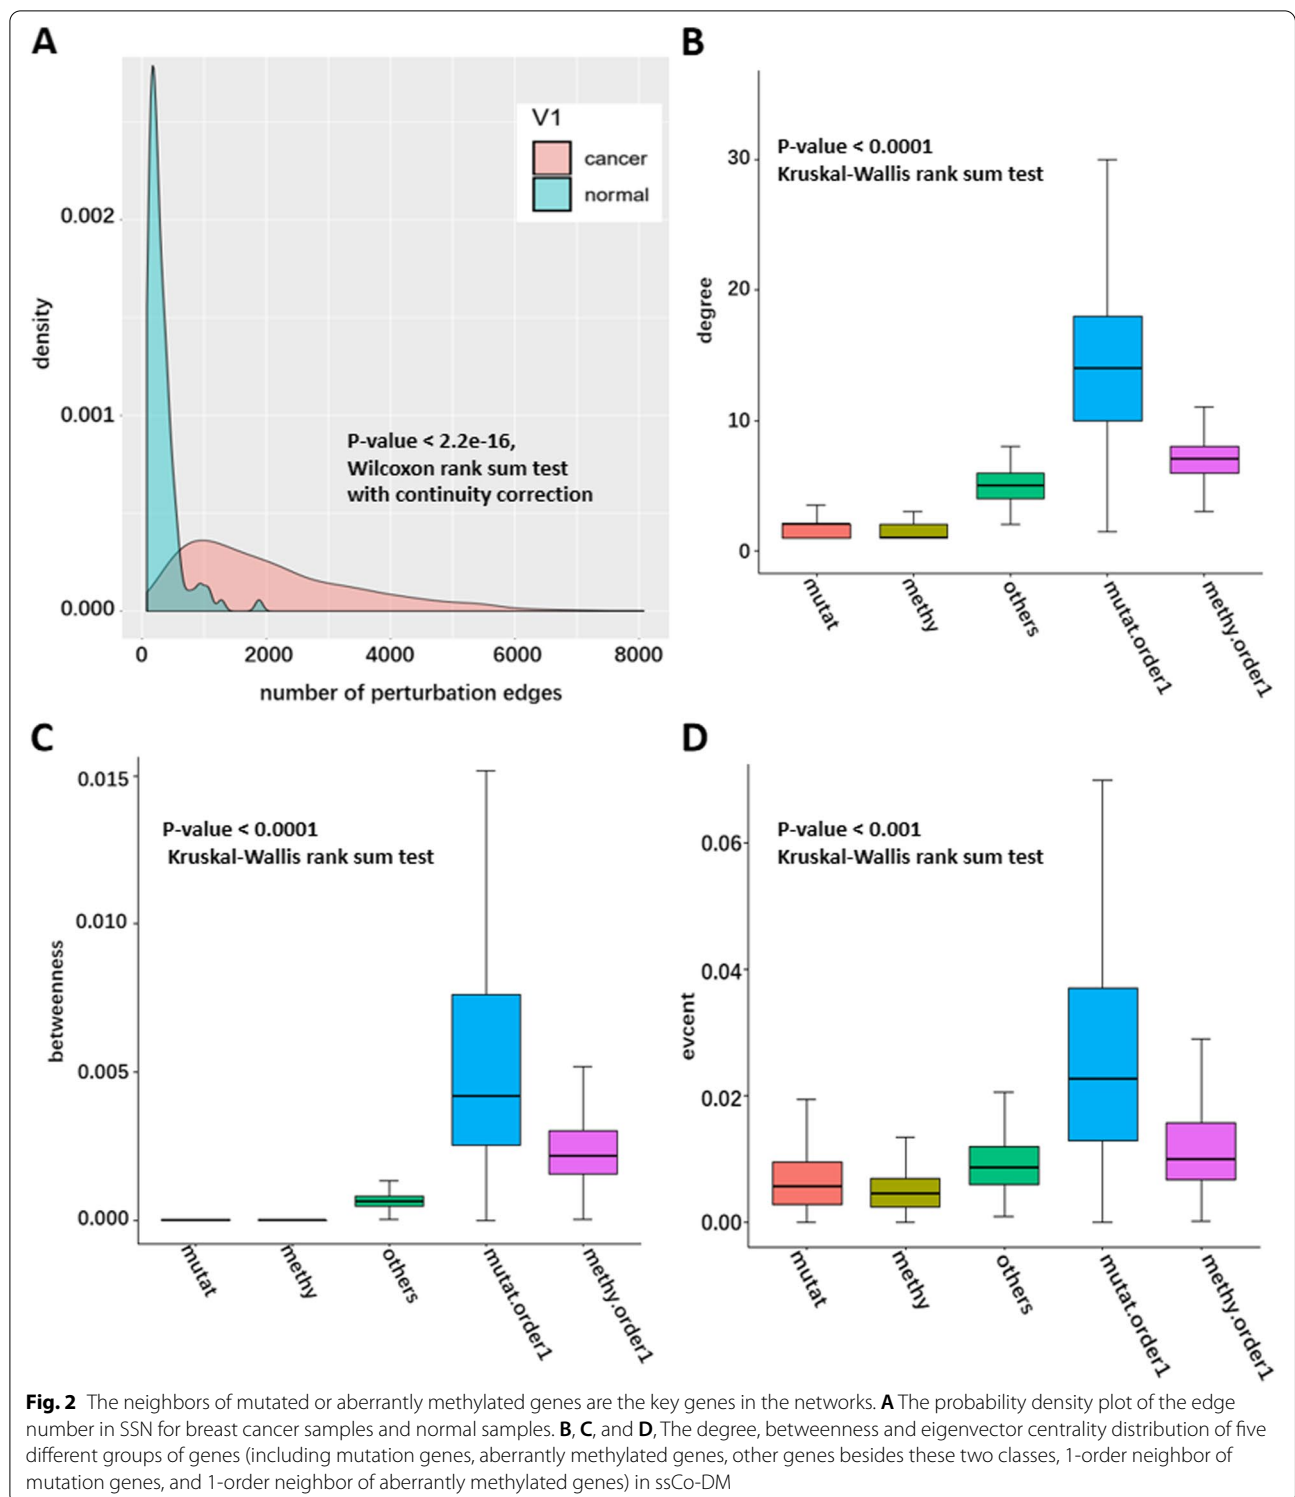 A
V1
cancer
normal
0.002
0.001
0.000
density
P-value < 2.2e-16,
Wilcoxon rank sum test
with continuity correction
0
2000
4000
6000
8000
number of perturbation edges
B
P-value < 0.0001
Kruskal-Wallis rank sum test
30
20
10
0
degree
mutat
methy
others
mutat.order1
methy.order1
C
P-value < 0.0001
Kruskal-Wallis rank sum test
0.015
0.010
0.005
0.000
betweenness
mutat
methy
others
mutat.order1
methy.order1
D
P-value < 0.001
Kruskal-Wallis rank sum test
0.06
0.04
0.02
0.00
evcent
mutat
methy
others
mutat.order1
methy.order1
Fig. 2 The neighbors of mutated or aberrantly methylated genes are the key genes in the networks. A The probability density plot of the edge
number in SSN for breast cancer samples and normal samples. B, C, and D, The degree, betweenness and eigenvector centrality distribution of five
different groups of genes (including mutation genes, aberrantly methylated genes, other genes besides these two classes, 1-order neighbor of
mutation genes, and 1-order neighbor of aberrantly methylated genes) in ssCo-DM